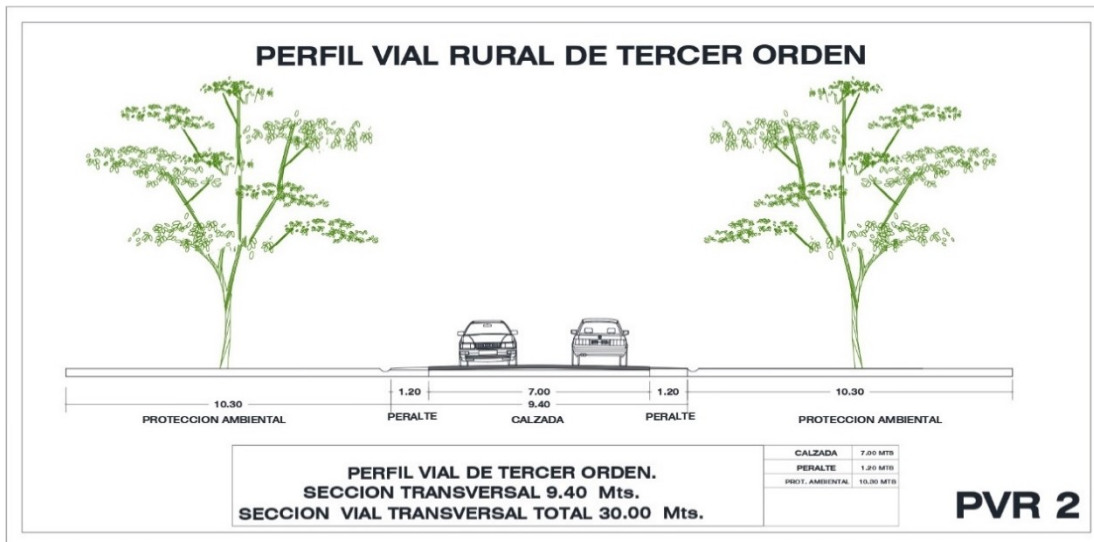 PERFIL VIAL RURAL DE TERCER ORDEN
1.20 7.00 1.20
10.30 9.40 10.30
PROTECCION AMBIENTAL PERALTE CALZADA PERALTE PROTECCION AMBIENTAL
PERFIL VIAL DE TERCER ORDEN.
SECCION TRANSVERSAL 9.40 Mts.
SECCION VIAL TRANSVERSAL TOTAL 30.00 Mts.
CALZADA 7.00 MTS
PERALTE 1.20 MTS
PROT. AMBIENTAL 10.30 MTS
PVR 2